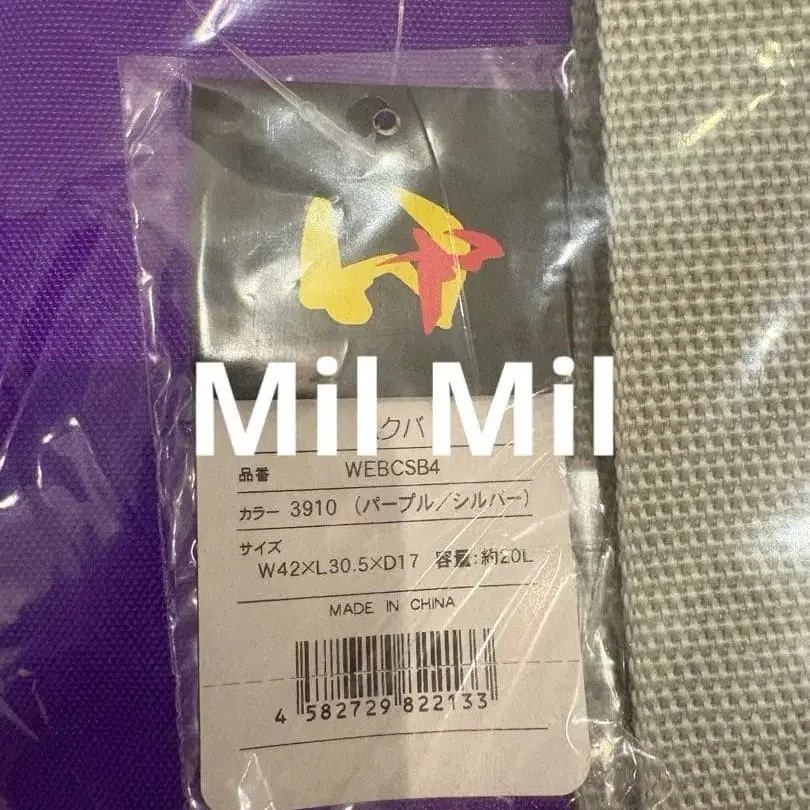 Mil Mil
クバ
品番 WEBCSB4
カラー 3910 (パープル/シルバー)
サイズ
W42×L30.5×D17 容量:約20L
MADE IN CHINA
4 582729 822133